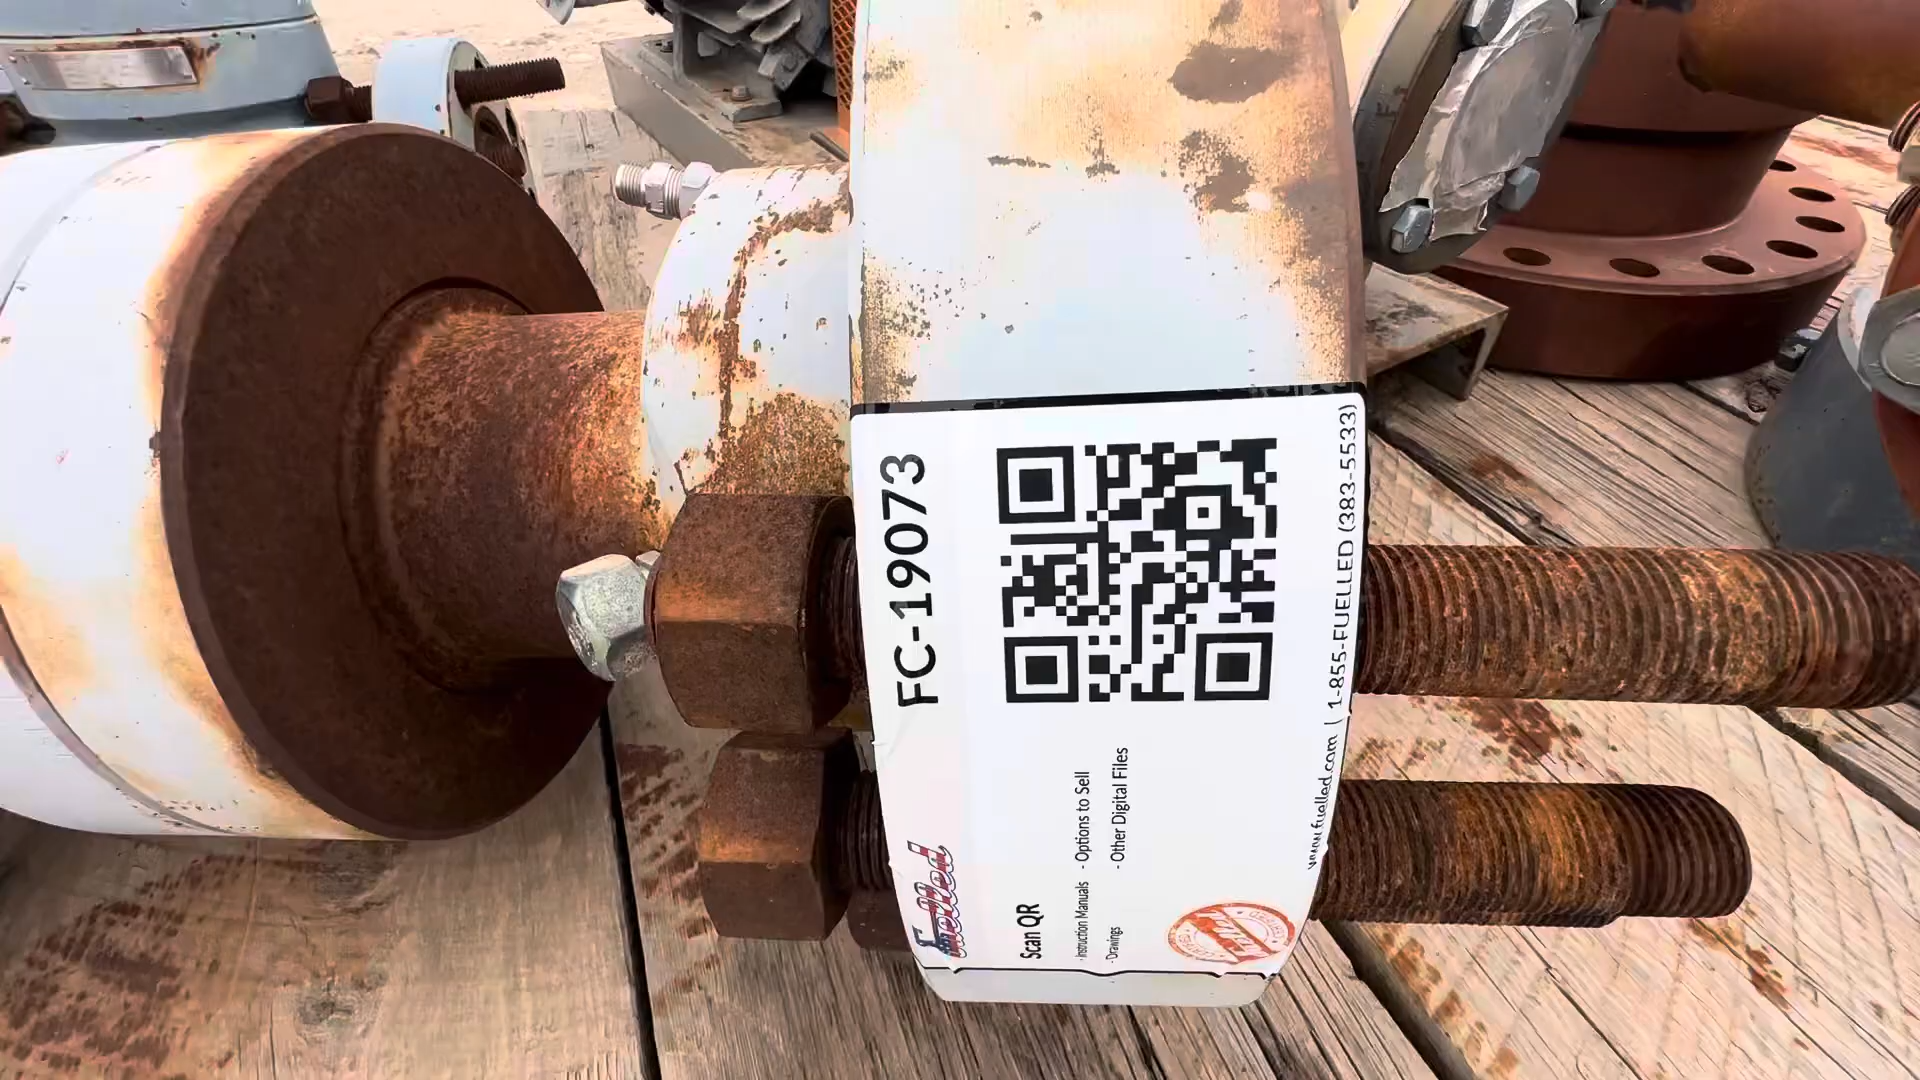 FC-19073
fuelled
Scan QR
- Instruction Manuals
- Options to Sell
- Drawings
- Other Digital Files
www.fuelled.com | 1-855-FUELLED (383-5533)